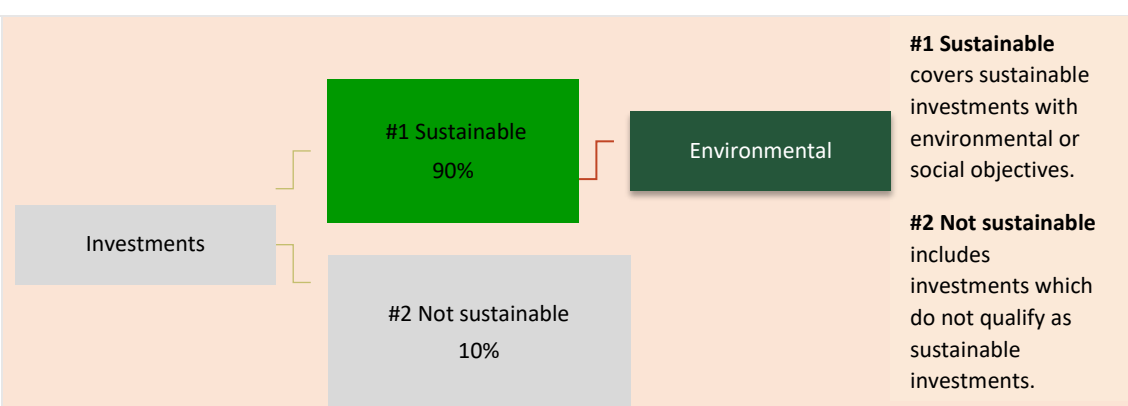 Investments
#1 Sustainable
90%
Environmental
#2 Not sustainable
10%
#1 Sustainable
covers sustainable
investments with
environmental or
social objectives.
#2 Not sustainable
includes
investments which
do not qualify as
sustainable
investments.